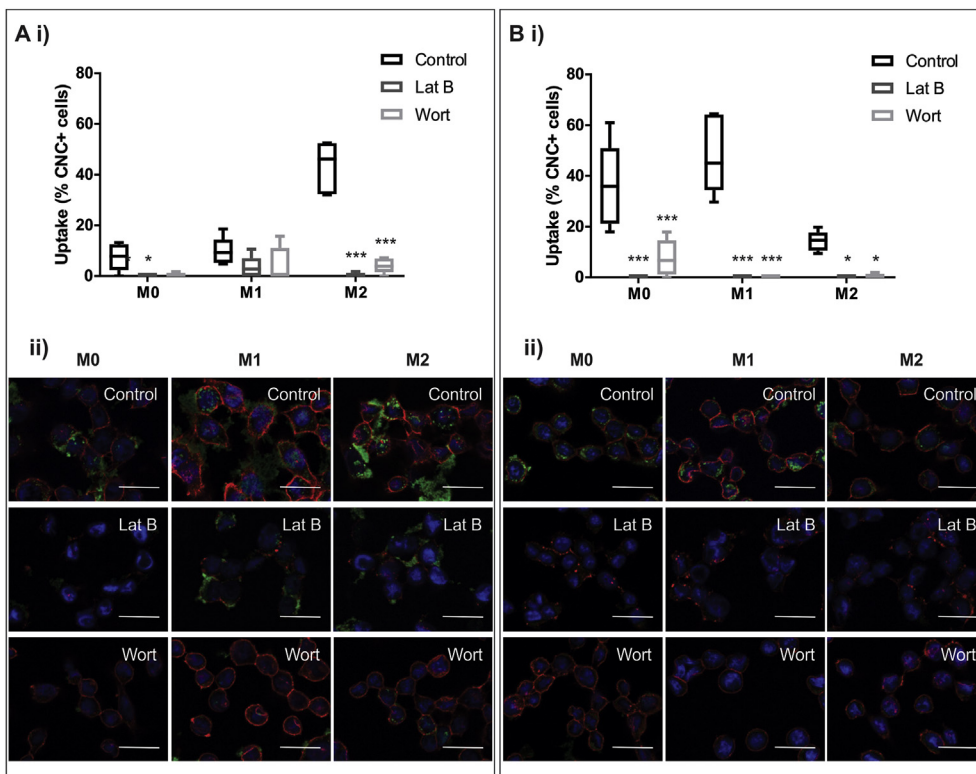 A i)
Control
Lat B
Wort
Uptake (% CNC+ cells)
80
60
40
20
0
* *
*** ***
M0 M1 M2
ii)
M0 M1 M2
Control Control Control
Lat B Lat B Lat B
Wort Wort Wort
B i)
Control
Lat B
Wort
Uptake (% CNC+ cells)
80
60
40
20
0
***
*** *** *** * *
M0 M1 M2
ii)
M0 M1 M2
Control Control Control
Lat B Lat B Lat B
Wort Wort Wort